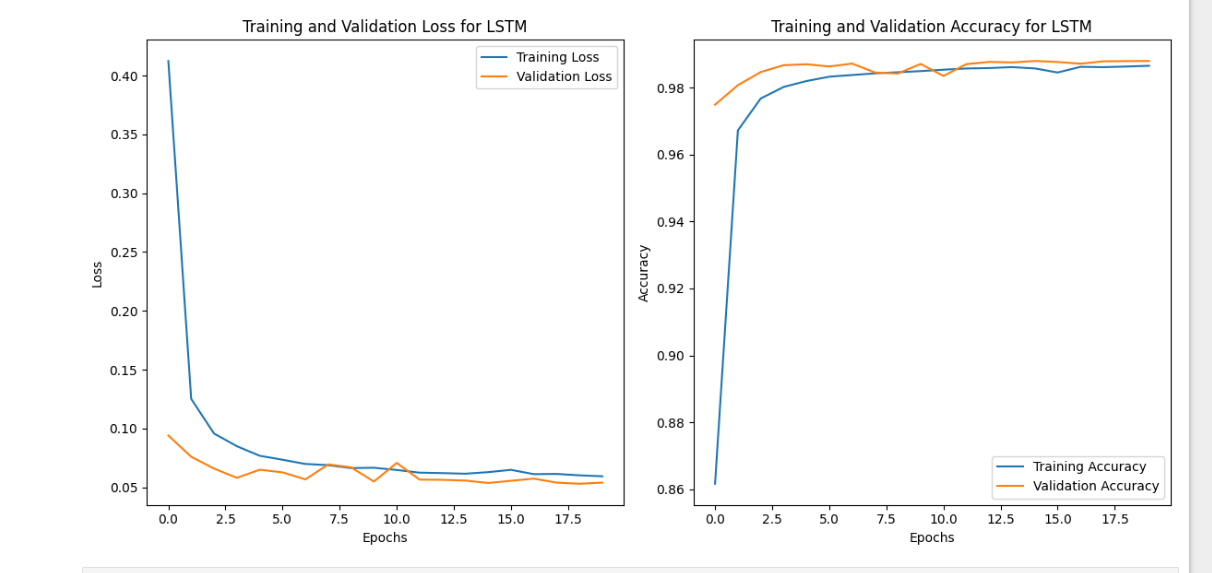 Training and Validation Loss for LSTM
Training Loss
Validation Loss
0.40
0.35
0.30
0.25
0.20
0.15
0.10
0.05
Loss
0.0 2.5 5.0 7.5 10.0 12.5 15.0 17.5
Epochs
Training and Validation Accuracy for LSTM
0.98
0.96
0.94
0.92
0.90
0.88
0.86
Accuracy
Training Accuracy
Validation Accuracy
0.0 2.5 5.0 7.5 10.0 12.5 15.0 17.5
Epochs